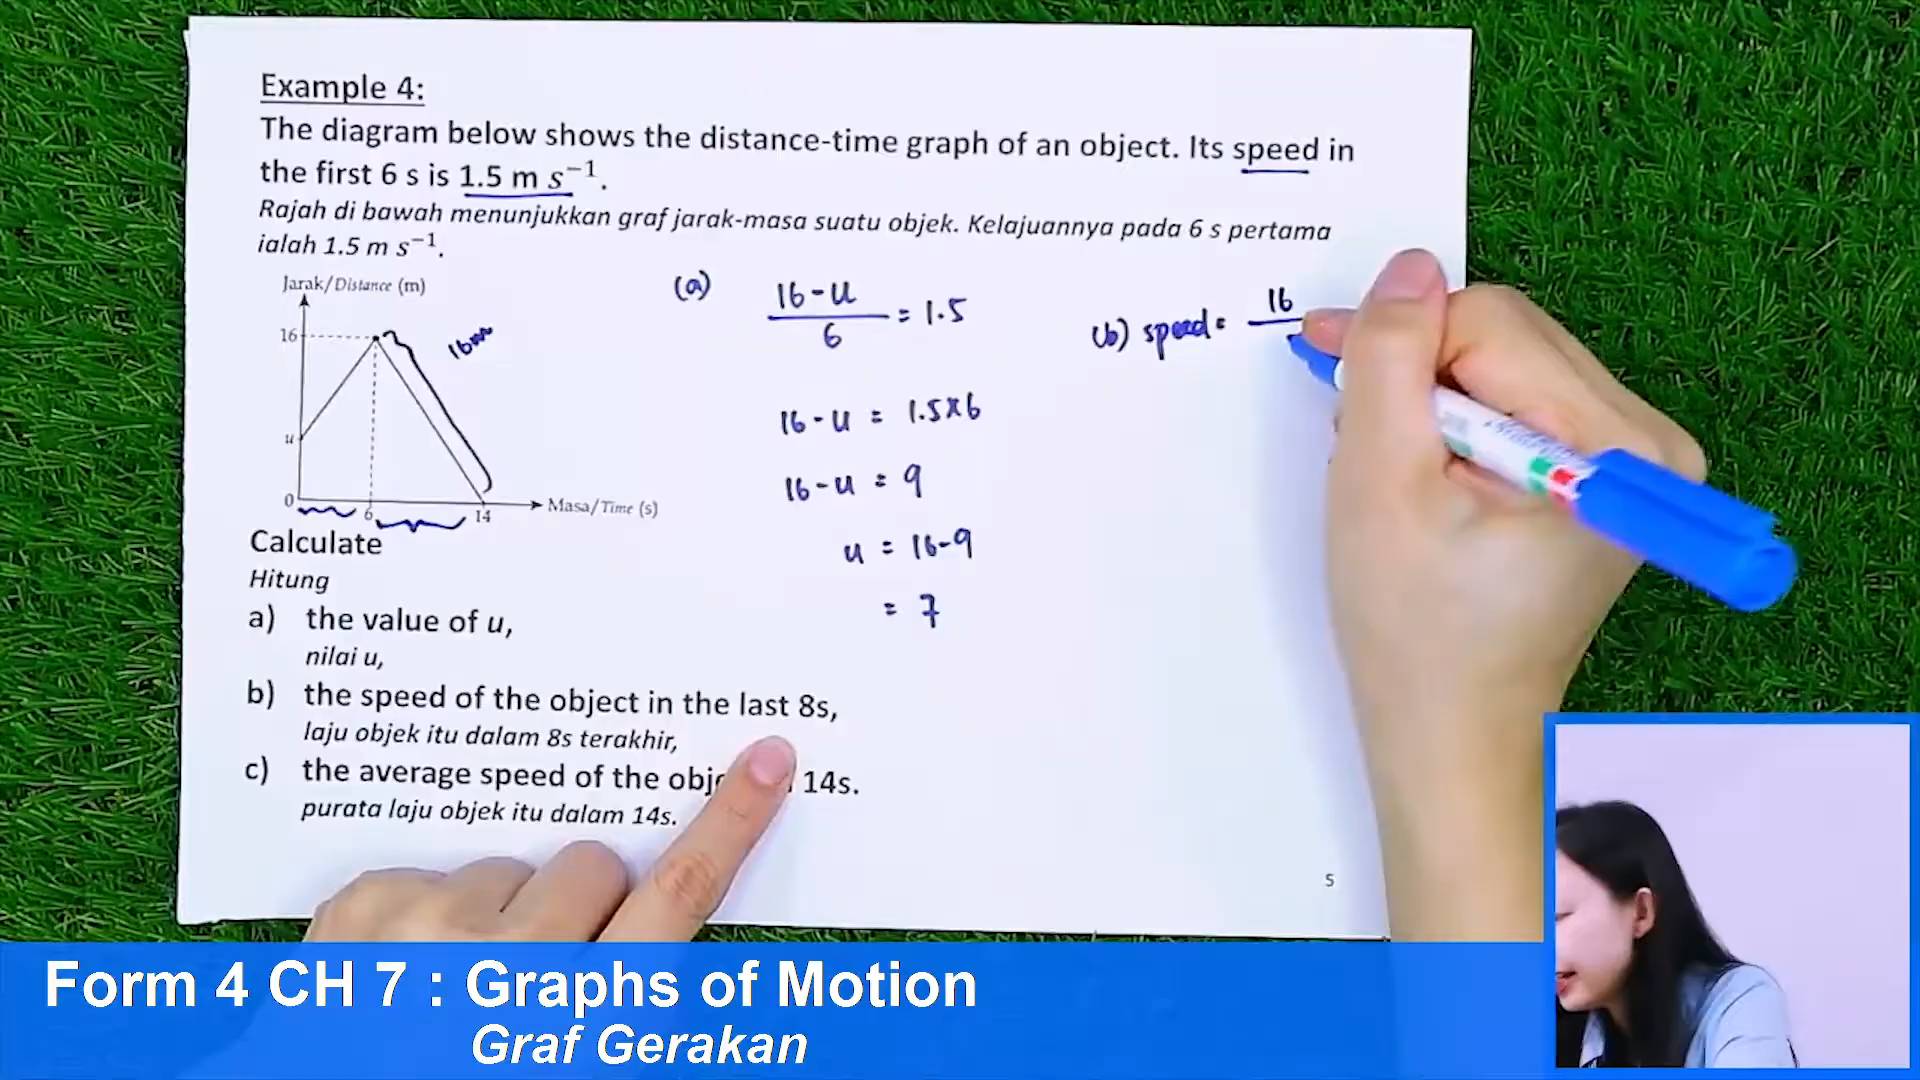 Example 4:
The diagram below shows the distance-time graph of an object. Its speed in
the first 6 s is 1.5 m s⁻¹.
Rajah di bawah menunjukkan graf jarak-masa suatu objek. Kelajuannya pada 6 s pertama
ialah 1.5 m s⁻¹.
Jarak/Distance (m)
16
16m
u
0
6
14
Masa/Time (s)
Calculate
Hitung
a) the value of u,
nilai u,
b) the speed of the object in the last 8s,
laju objek itu dalam 8s terakhir,
c) the average speed of the obj 14s.
purata laju objek itu dalam 14s.
(a) 16-u / 6 = 1.5
16-u = 1.5×6
16-u = 9
u = 16-9
= 7
(b) speed = 16
5
Form 4 CH 7 : Graphs of Motion
Graf Gerakan